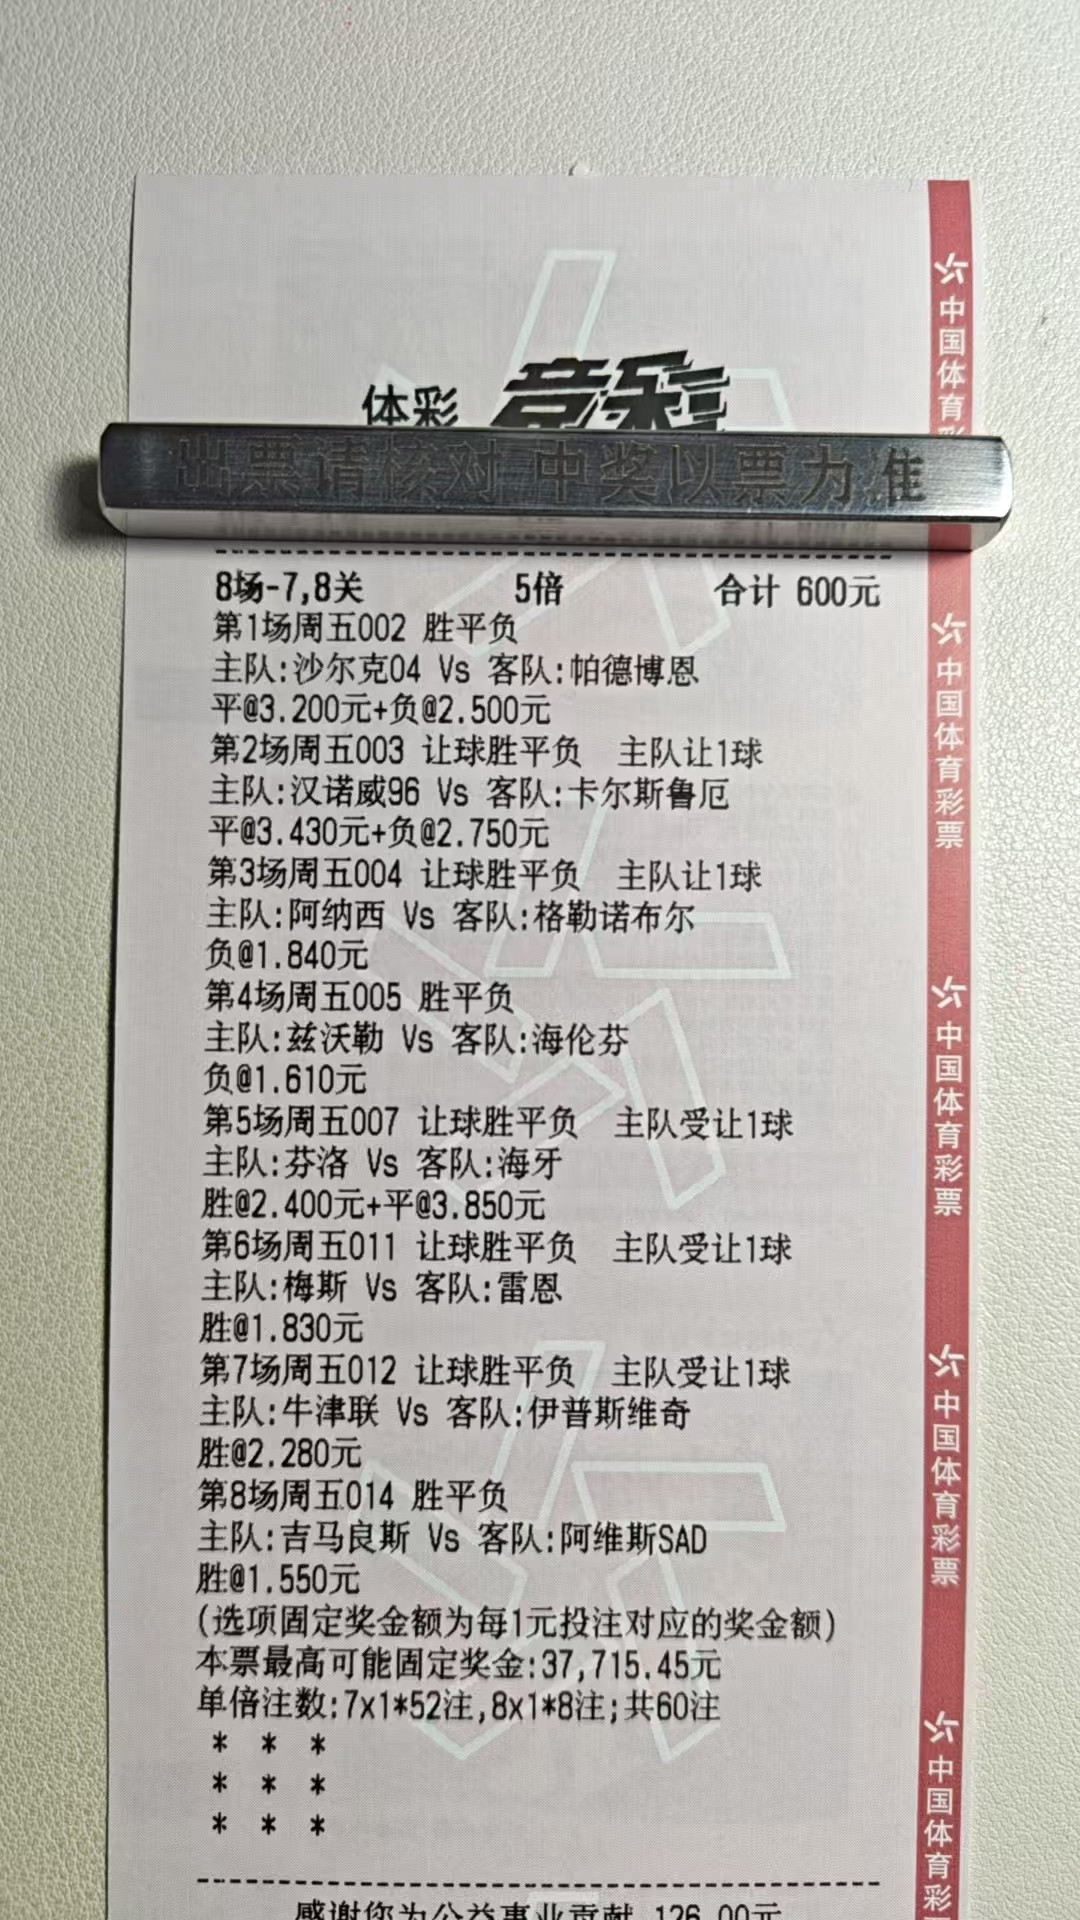 体彩 竞彩
出票请核对 中奖以票为准
8场-7,8关 5倍 合计 600元
第1场周五002 胜平负
主队:沙尔克04 Vs 客队:帕德博恩
平@3.200元+负@2.500元
第2场周五003 让球胜平负 主队让1球
主队:汉诺威96 Vs 客队:卡尔斯鲁厄
平@3.430元+负@2.750元
第3场周五004 让球胜平负 主队让1球
主队:阿纳西 Vs 客队:格勒诺布尔
负@1.840元
第4场周五005 胜平负
主队:兹沃勒 Vs 客队:海伦芬
负@1.610元
第5场周五007 让球胜平负 主队受让1球
主队:芬洛 Vs 客队:海牙
胜@2.400元+平@3.850元
第6场周五011 让球胜平负 主队受让1球
主队:梅斯 Vs 客队:雷恩
胜@1.830元
第7场周五012 让球胜平负 主队受让1球
主队:牛津联 Vs 客队:伊普斯维奇
胜@2.280元
第8场周五014 胜平负
主队:吉马良斯 Vs 客队:阿维斯SAD
胜@1.550元
(选项固定奖金额为每1元投注对应的奖金额)
本票最高可能固定奖金:37,715.45元
单倍注数:7x1*52注,8x1*8注;共60注
* * *
* * *
* * *
感谢您为公益事业贡献 126.00元
中国体育彩
中国体育彩票
中国体育彩票
中国体育彩票
中国体育彩